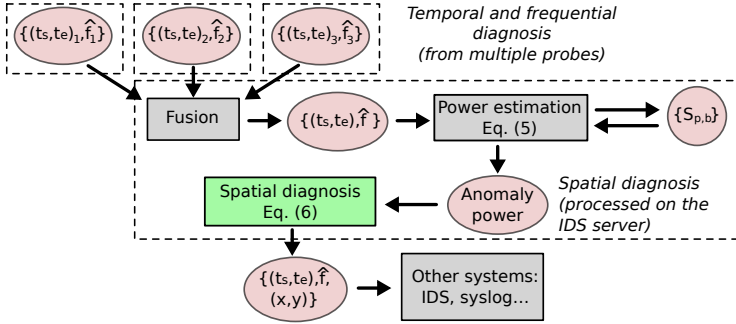 {(ts,te)1,f̂1}
{(ts,te)2,f̂2}
{(ts,te)3,f̂3}
Temporal and frequential
diagnosis
(from multiple probes)
Fusion
{(ts,te),f̂ }
Power estimation
Eq. (5)
{Sp,b}
Spatial diagnosis
Eq. (6)
Anomaly
power
Spatial diagnosis
(processed on the
IDS server)
{(ts,te),f̂,
(x,y)}
Other systems:
IDS, syslog...